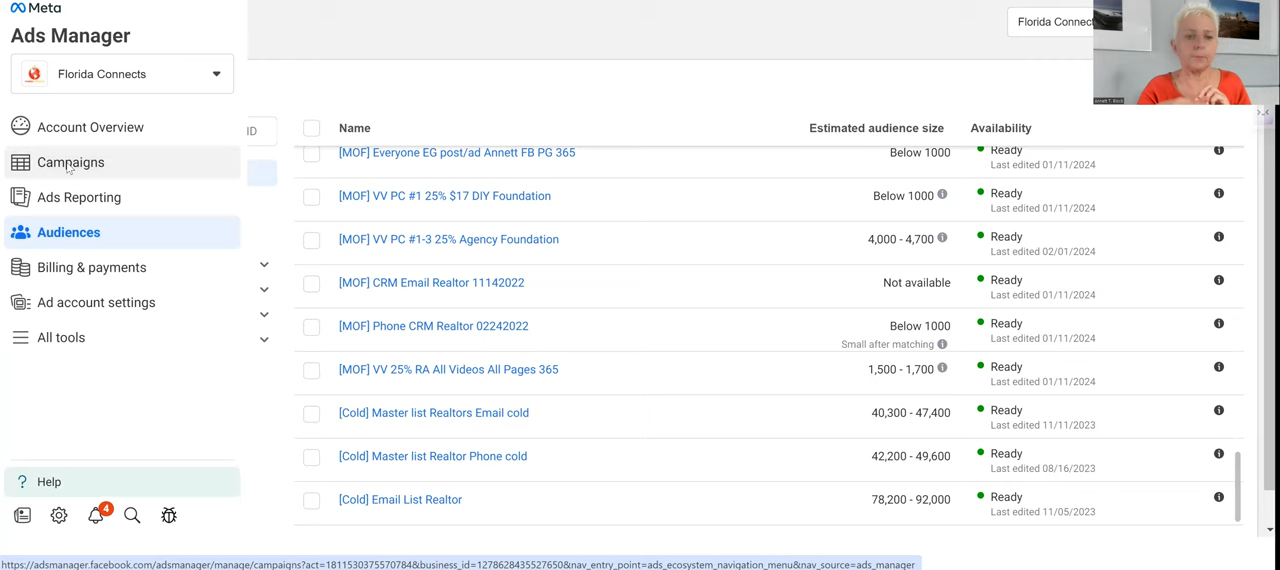 Meta
Ads Manager
Florida Connects
Account Overview
Campaigns
Ads Reporting
Audiences
Billing & payments
Ad account settings
All tools
Help
4
ID
Florida Connect
Name Estimated audience size Availability
[MOF] Everyone EG post/ad Annett FB PG 365 Below 1000 Ready
Last edited 01/11/2024
[MOF] VV PC #1 25% $17 DIY Foundation Below 1000 Ready
Last edited 01/11/2024
[MOF] VV PC #1-3 25% Agency Foundation 4,000 - 4,700 Ready
Last edited 02/01/2024
[MOF] CRM Email Realtor 11142022 Not available Ready
Last edited 01/11/2024
[MOF] Phone CRM Realtor 02242022 Below 1000 Ready
Small after matching Last edited 01/11/2024
[MOF] VV 25% RA All Videos All Pages 365 1,500 - 1,700 Ready
Last edited 01/11/2024
[Cold] Master list Realtors Email cold 40,300 - 47,400 Ready
Last edited 11/11/2023
[Cold] Master list Realtor Phone cold 42,200 - 49,600 Ready
Last edited 08/16/2023
[Cold] Email List Realtor 78,200 - 92,000 Ready
Last edited 11/05/2023
https://adsmanager.facebook.com/adsmanager/manage/campaigns?act=1811530375570784&business_id=1278628435527650&nav_entry_point=ads_ecosystem_navigation_menu&nav_source=ads_manager